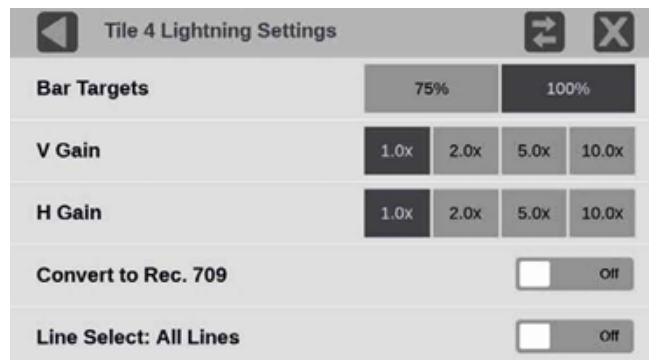 Tile 4 Lightning Settings
Bar Targets 75% 100%
V Gain 1.0x 2.0x 5.0x 10.0x
H Gain 1.0x 2.0x 5.0x 10.0x
Convert to Rec. 709 Off
Line Select: All Lines Off